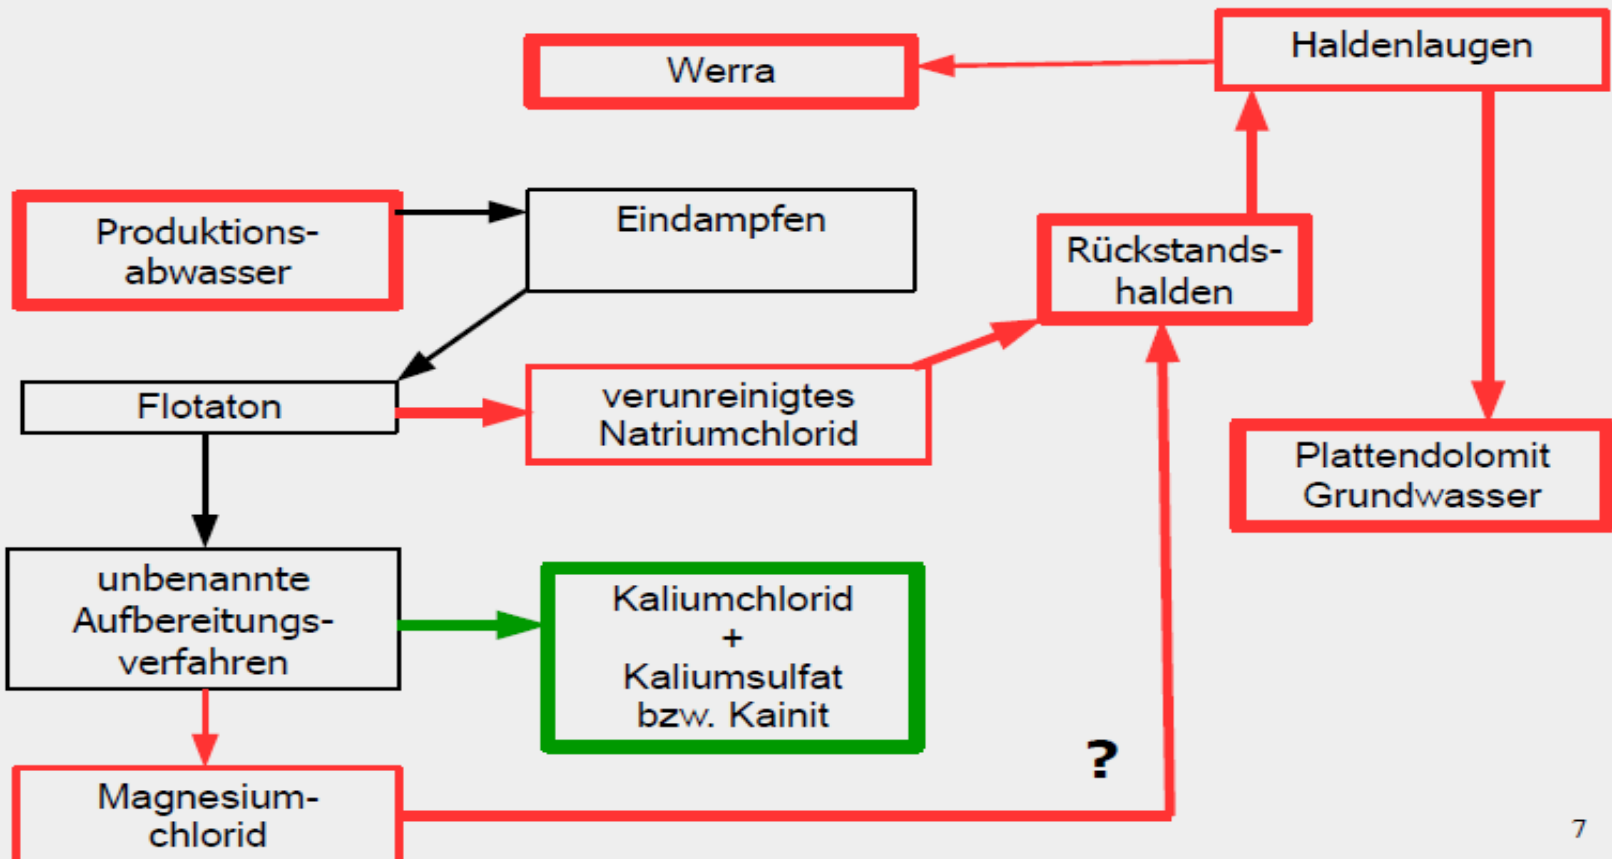 Haldenlaugen
Werra
Produktions-
abwasser
Eindampfen
Rückstands-
halden
Flotaton
verunreinigtes
Natriumchlorid
Plattendolomit
Grundwasser
unbenannte
Aufbereitungs-
verfahren
Kaliumchlorid
+
Kaliumsulfat
bzw. Kainit
?
Magnesium-
chlorid
7